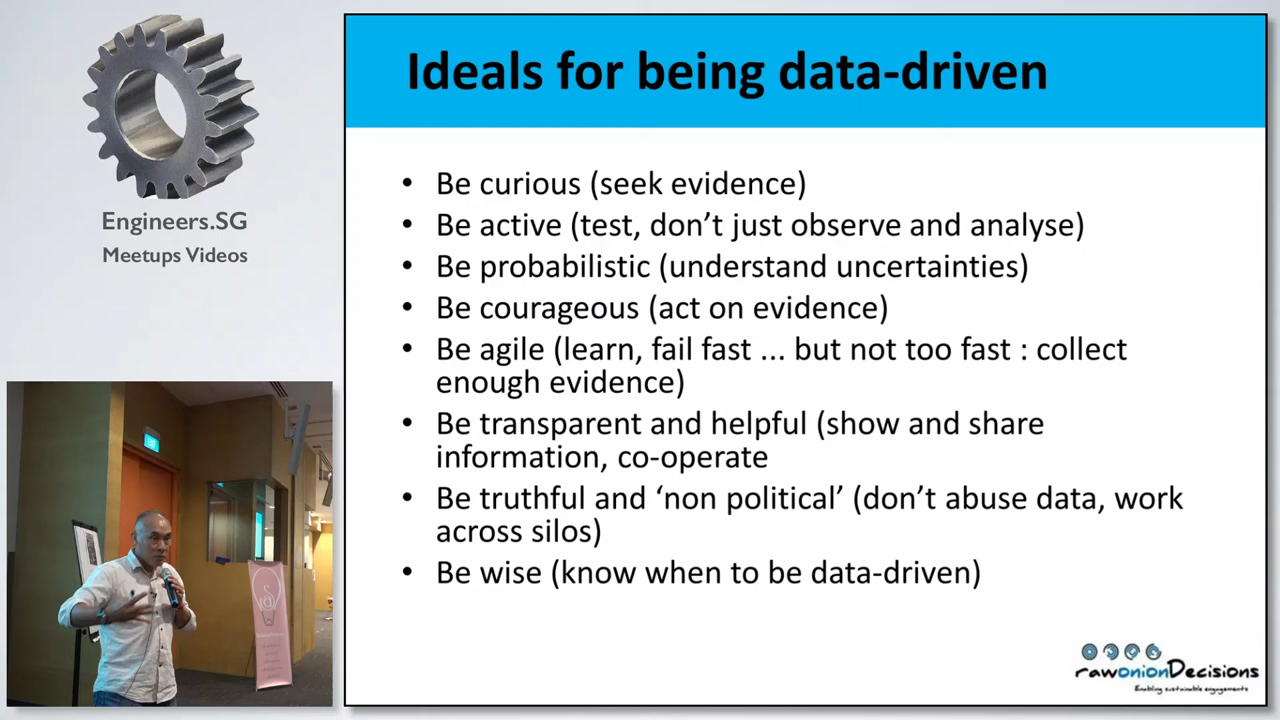 Engineers.SG
Meetups Videos
Ideals for being data-driven
• Be curious (seek evidence)
• Be active (test, don’t just observe and analyse)
• Be probabilistic (understand uncertainties)
• Be courageous (act on evidence)
• Be agile (learn, fail fast ... but not too fast : collect
enough evidence)
• Be transparent and helpful (show and share
information, co-operate
• Be truthful and ‘non political’ (don’t abuse data, work
across silos)
• Be wise (know when to be data-driven)
rawonionDecisions
Enabling sustainable engagements